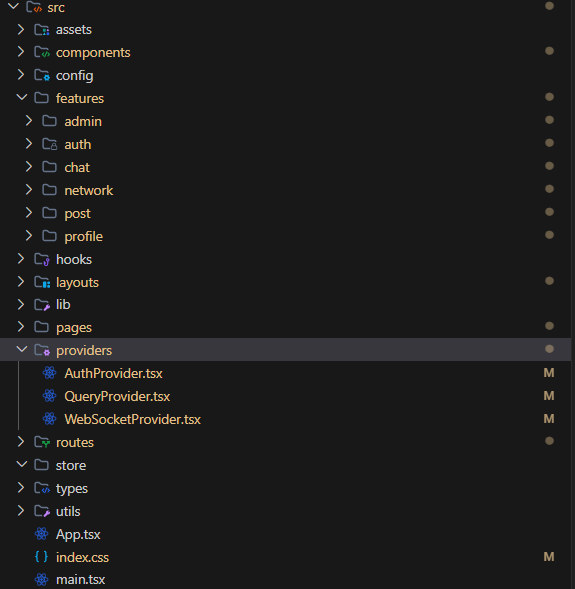 src
assets
components
config
features
admin
auth
chat
network
post
profile
hooks
layouts
lib
pages
providers
AuthProvider.tsx M
QueryProvider.tsx M
WebSocketProvider.tsx M
routes
store
types
utils
App.tsx
index.css M
main.tsx